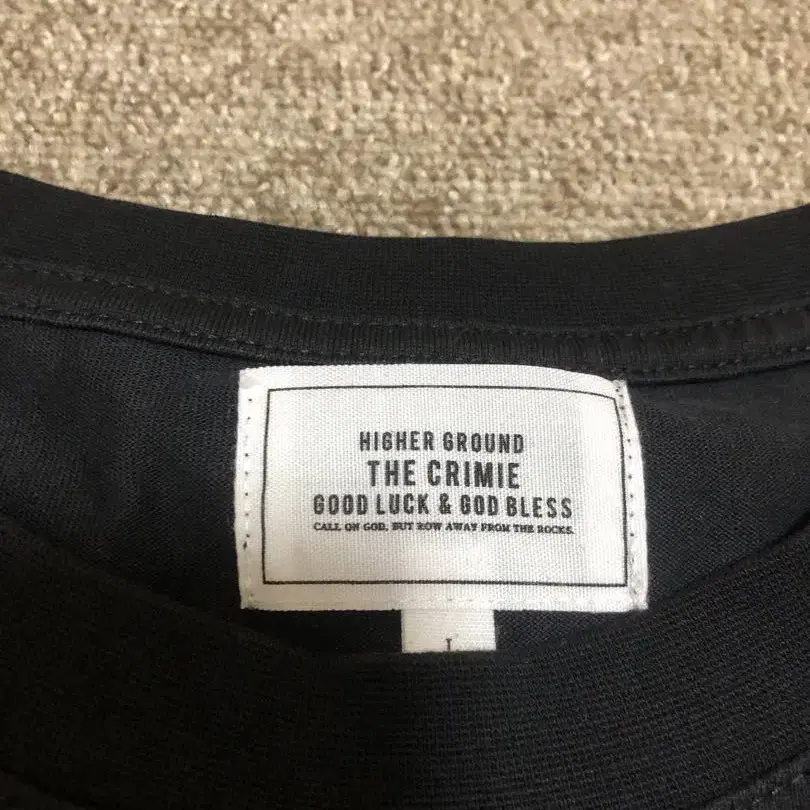 HIGHER GROUND
THE CRIMIE
GOOD LUCK & GOD BLESS
CALL ON GOD, BUT ROW AWAY FROM THE ROCKS.